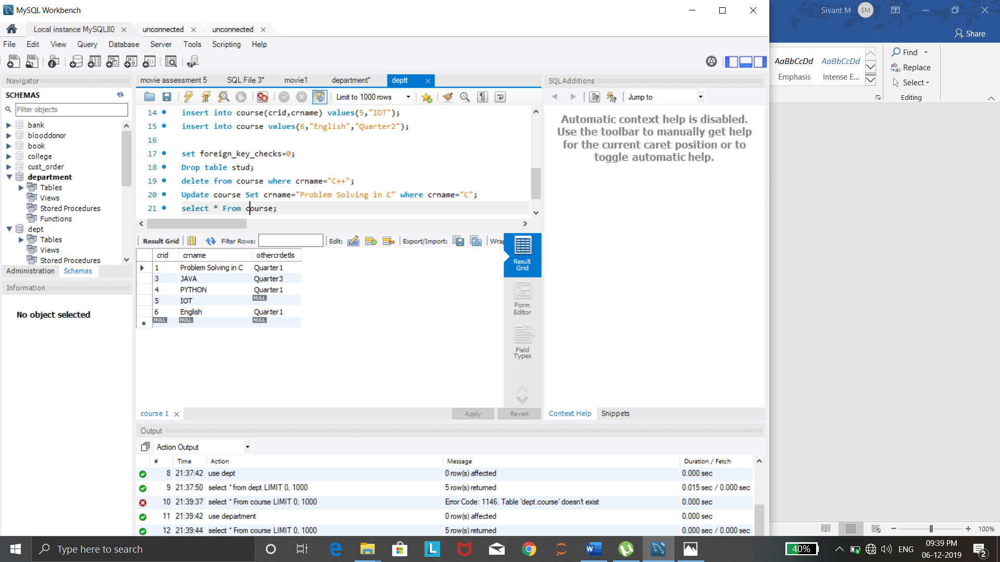 MySQL Workbench
Sivant M SM
Local instance MySQL80
unconnected
unconnected
Share
File Edit View Query Database Server Tools Scripting Help
Find
AaBbCcDd AaBbCcDd
Replace
Emphasis Intense E...
Select
Editing
Navigator
movie assessment 5 SQL File 3* movie1 department* deptt
SQLAdditions
SCHEMAS
Limit to 1000 rows
Jump to
Filter objects
bank
blooddonor
book
college
cust_order
department
Tables
Views
Stored Procedures
Functions
dept
Tables
Views
Stored Procedures
Administration Schemas
Information
No object selected
14 insert into course(crid,crname) values(5,"IOT");
15 insert into course values(6,"English","Quarter2");
16
17 set foreign_key_checks=0;
18 Drop table stud;
19 delete from course where crname="C++";
20 Update course Set crname="Problem Solving in C" where crname="C";
21 select * From course;
Automatic context help is disabled.
Use the toolbar to manually get help
for the current caret position or to
toggle automatic help.
Result Grid Filter Rows: Edit: Export/Import: Wrap
crid crname othercrdetls
1 Problem Solving in C Quarter1
3 JAVA Quarter3
4 PYTHON Quarter1
5 IOT NULL
6 English Quarter1
NULL NULL NULL
Result
Grid
Form
Editor
Field
Types
course 1
Apply Revert
Context Help Snippets
Output
Action Output
# Time Action Message Duration / Fetch
8 21:37:42 use dept 0 row(s) affected 0.000 sec
9 21:37:50 select * from dept LIMIT 0, 1000 5 row(s) returned 0.015 sec / 0.000 sec
10 21:39:37 select * From course LIMIT 0, 1000 Error Code: 1146. Table 'dept.course' doesn't exist 0.000 sec
11 21:39:42 use department 0 row(s) affected 0.000 sec
12 21:39:44 select * From course LIMIT 0, 1000 5 row(s) returned 0.000 sec / 0.000 sec
100%
Type here to search
40%
ENG
09:39 PM
06-12-2019
2